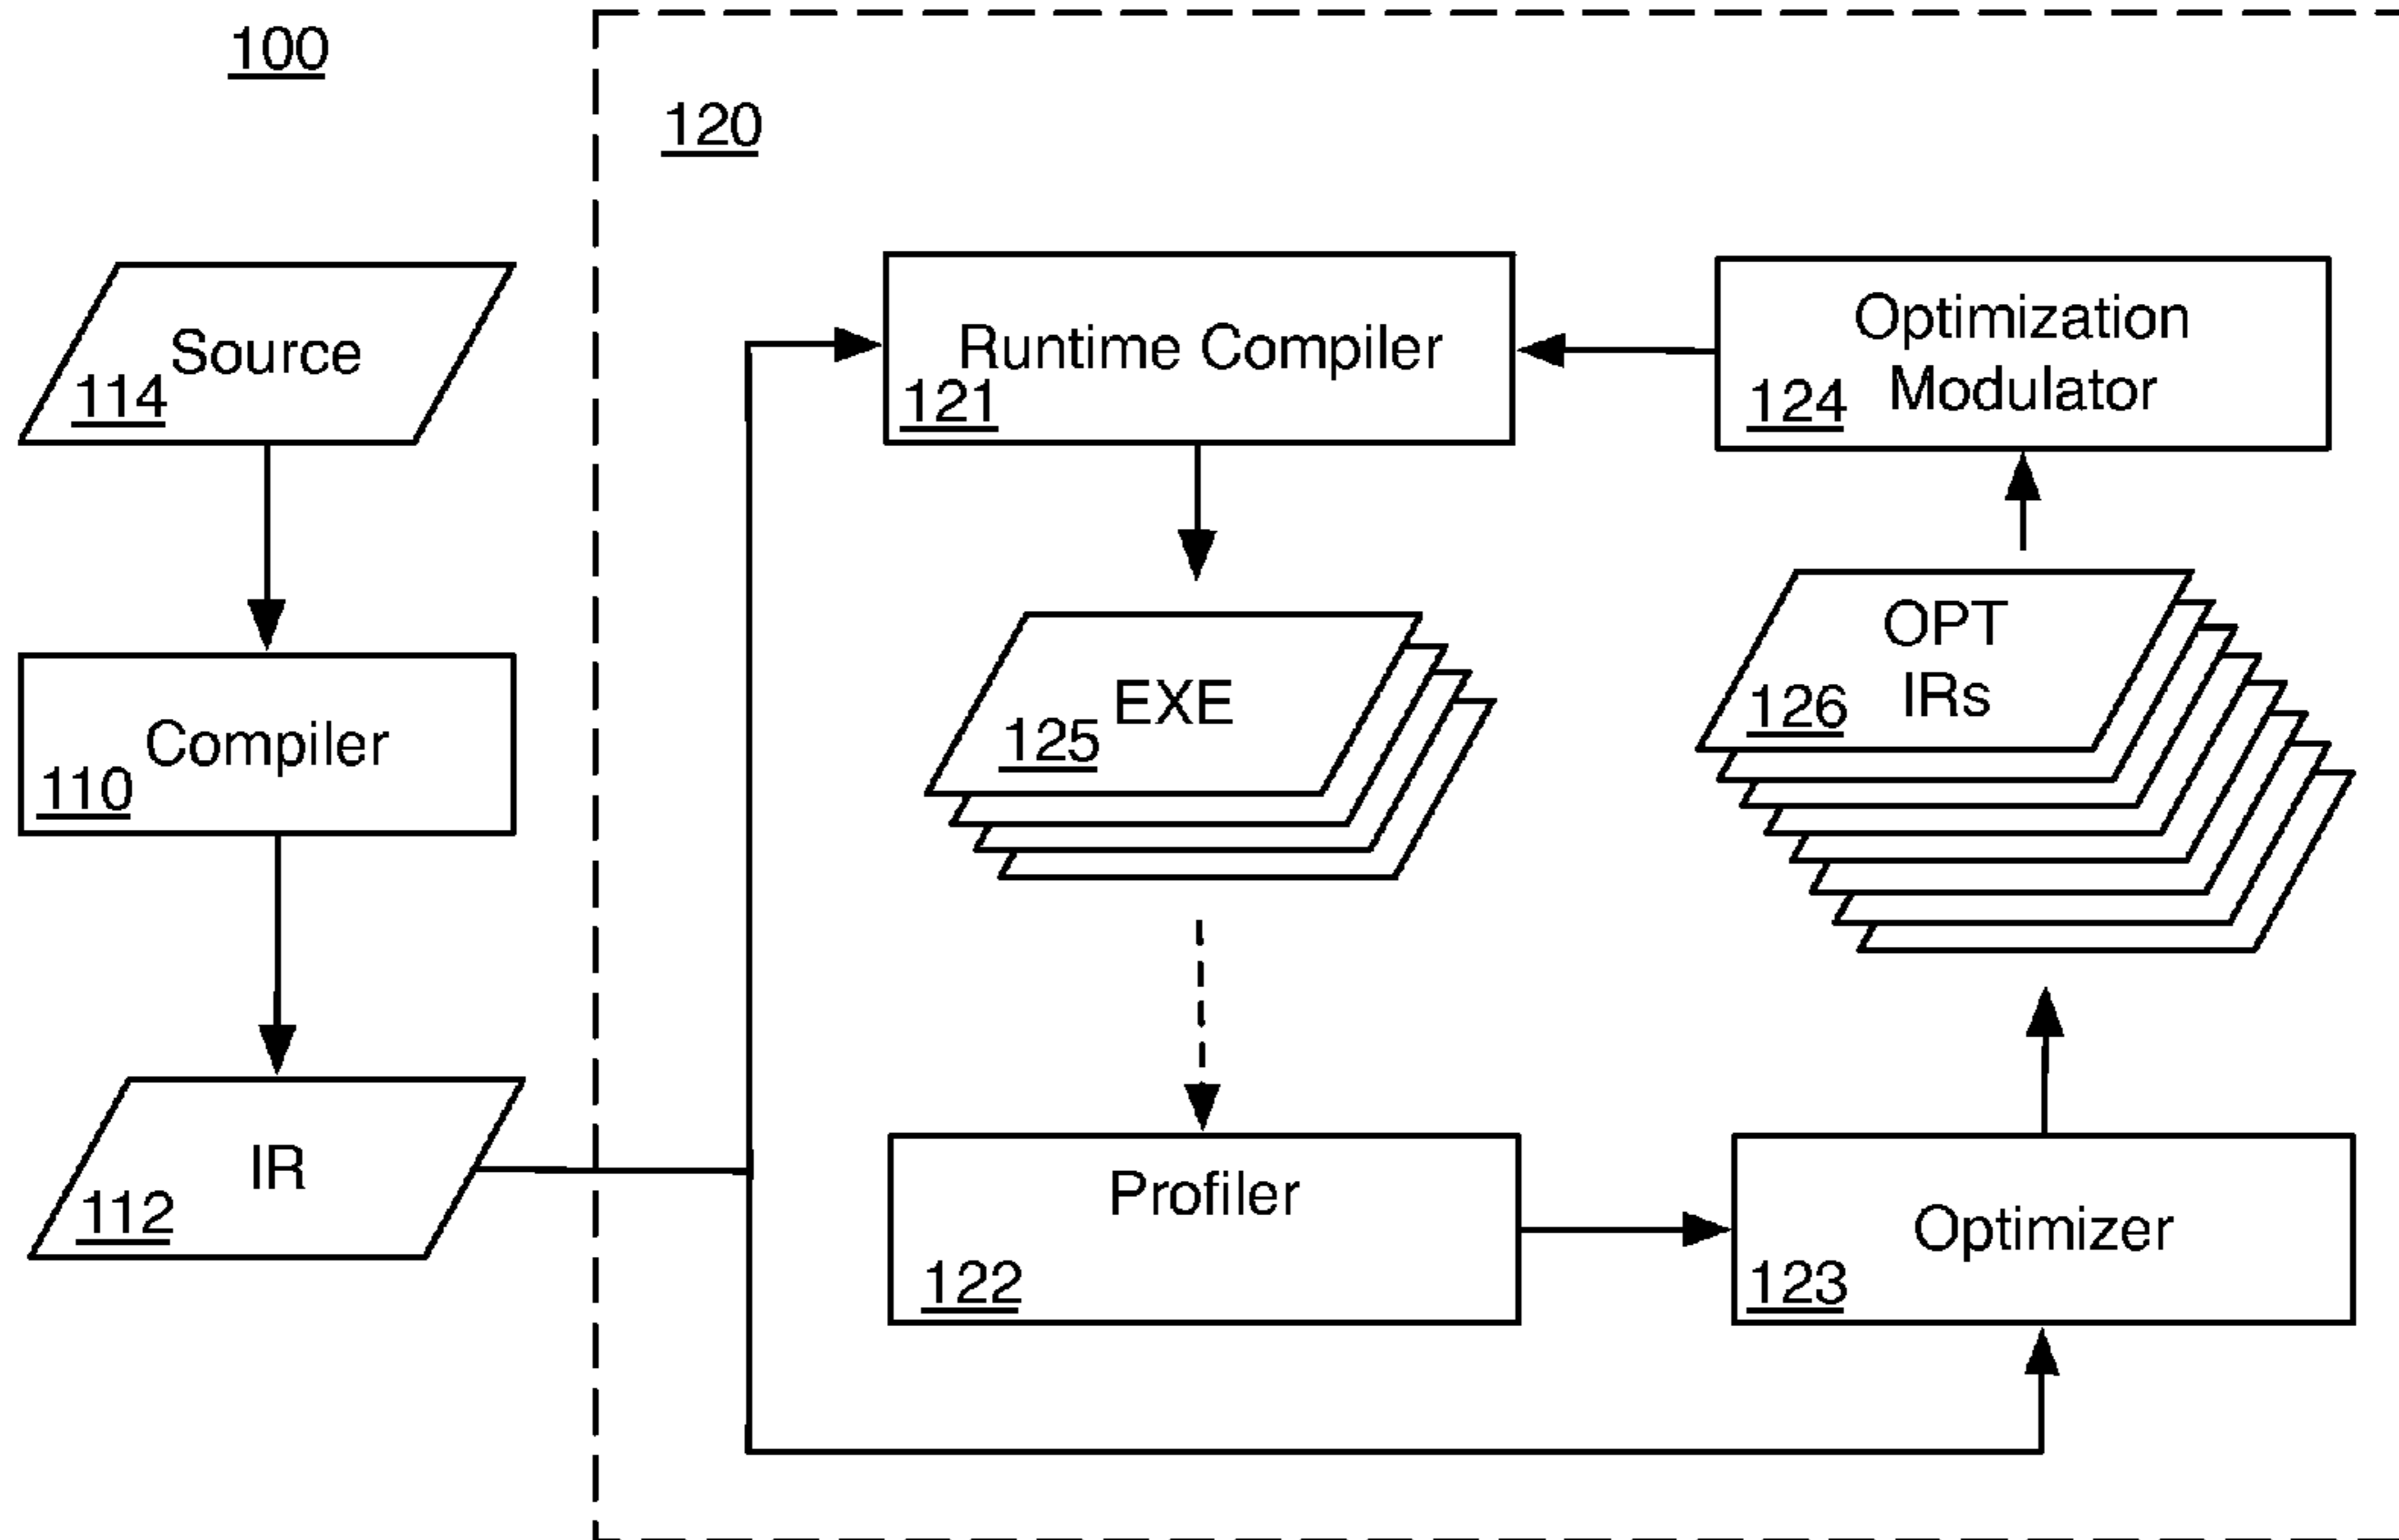 100
120
Source
114
Compiler
110
IR
112
Runtime Compiler
121
Optimization
Modulator
124
EXE
125
OPT
IRs
126
Profiler
122
Optimizer
123